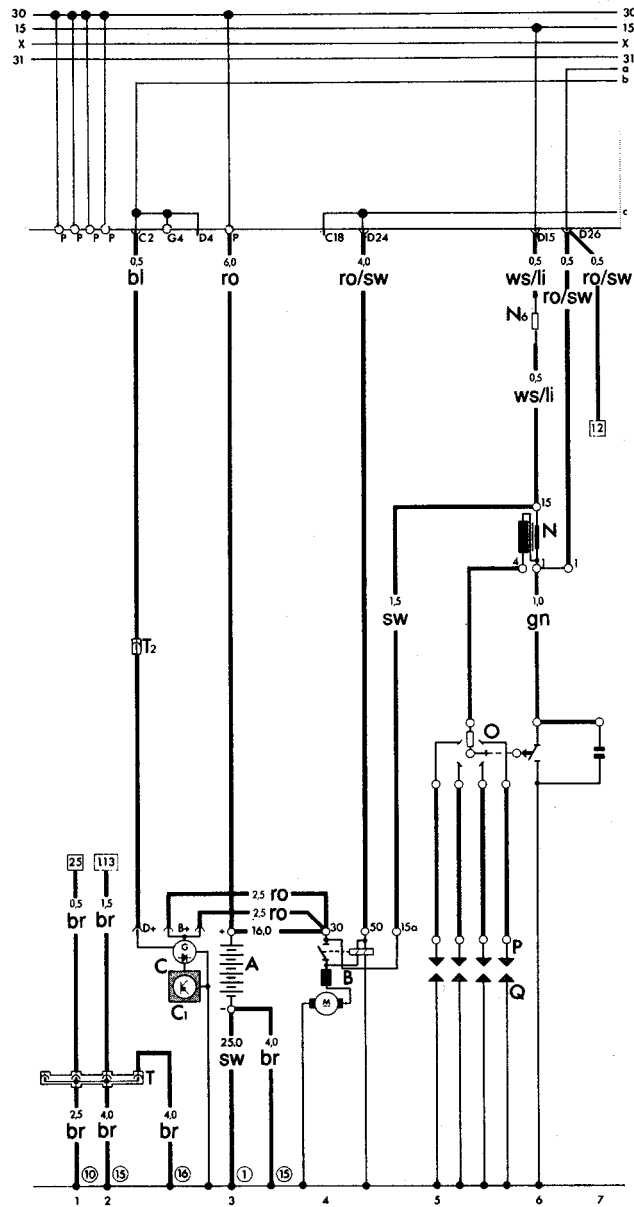 30 30
15 15
X X
31 31
a
b
c
P P P P C2 G4 D4 P C18 D24 D15 D26
0,5 6,0 4,0 0,5 0,5 0,5
bl ro ro/sw ws/li ro/sw ro/sw
N6
0,5
ws/li
12
15
N
4 1 1
1,5
sw
1,0
gn
T2
O
25 113
0,5 1,5
br br
2,5 ro
2,5 ro
D+ B+ + 16,0 30 50 15a
G
C A B P
C1 M Q
-
25,0 4,0
sw br
T
2,5 4,0 4,0
br br br
10 15 16 1 15
1 2 3 4 5 6 7